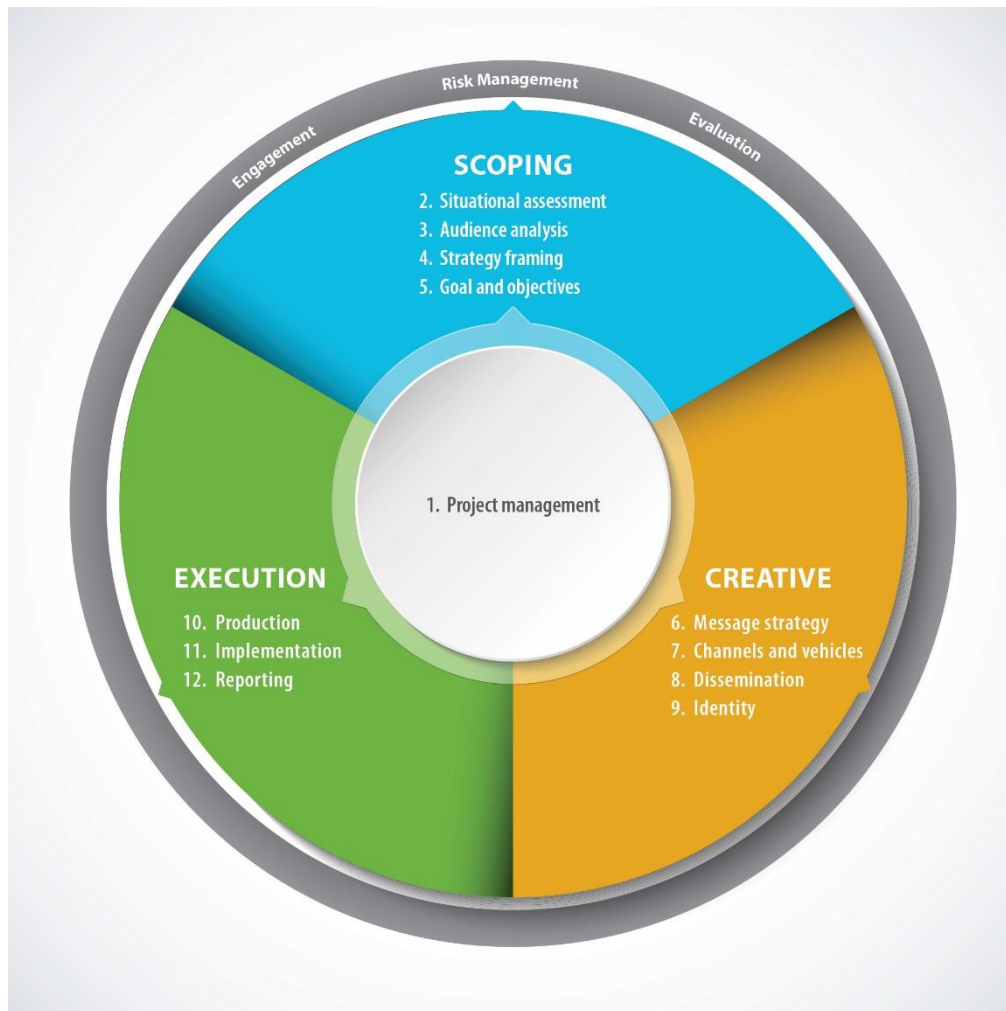 Engagement
Risk Management
Evaluation
SCOPING
2. Situational assessment
3. Audience analysis
4. Strategy framing
5. Goal and objectives
1. Project management
EXECUTION
10. Production
11. Implementation
12. Reporting
CREATIVE
6. Message strategy
7. Channels and vehicles
8. Dissemination
9. Identity